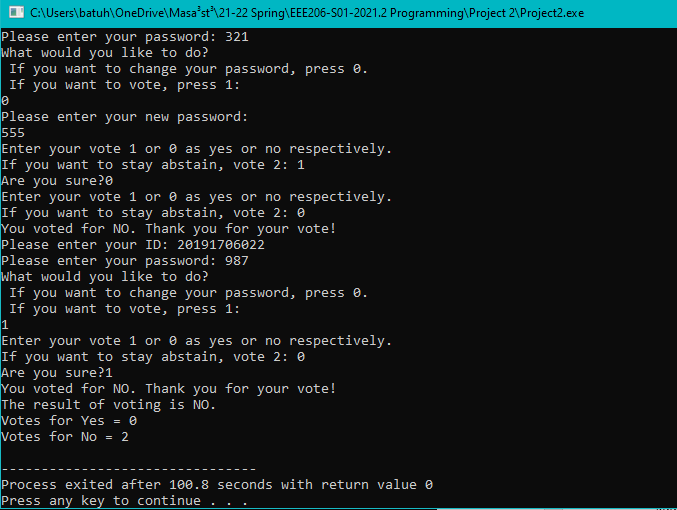 C:\Users\batuh\OneDrive\Masa³st³\21-22 Spring\EEE206-S01-2021.2 Programming\Project 2\Project2.exe
Please enter your password: 321
What would you like to do?
 If you want to change your password, press 0.
 If you want to vote, press 1:
0
Please enter your new password:
555
Enter your vote 1 or 0 as yes or no respectively.
If you want to stay abstain, vote 2: 1
Are you sure?0
Enter your vote 1 or 0 as yes or no respectively.
If you want to stay abstain, vote 2: 0
You voted for NO. Thank you for your vote!
Please enter your ID: 20191706022
Please enter your password: 987
What would you like to do?
 If you want to change your password, press 0.
 If you want to vote, press 1:
1
Enter your vote 1 or 0 as yes or no respectively.
If you want to stay abstain, vote 2: 0
Are you sure?1
You voted for NO. Thank you for your vote!
The result of voting is NO.
Votes for Yes = 0
Votes for No = 2
--------------------------------
Process exited after 100.8 seconds with return value 0
Press any key to continue . . .